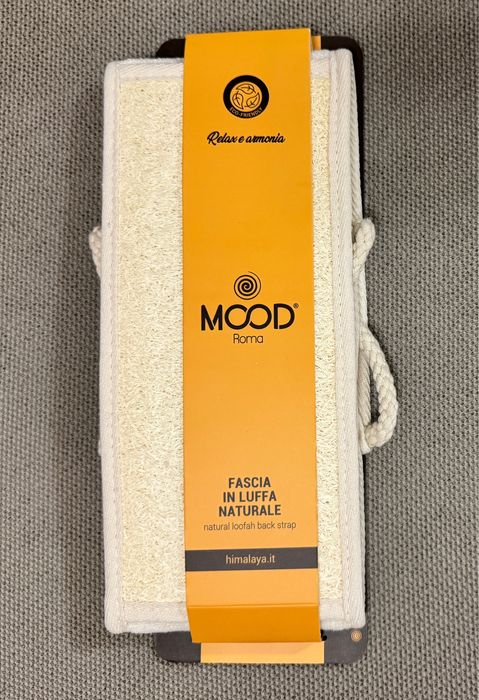 ECO-FRIENDLY
Relax e armonia
MOOD®
Roma
FASCIA
IN LUFFA
NATURALE
natural loofah back strap
himalaya.it